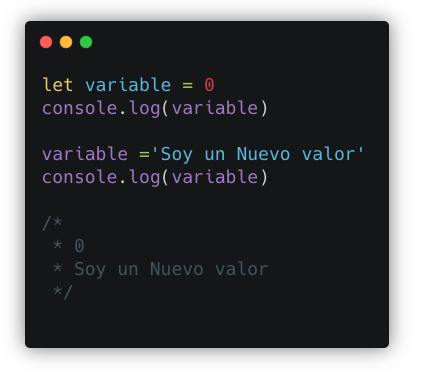 let variable = 0
console.log(variable)
variable ='Soy un Nuevo valor'
console.log(variable)
/*
* 0
* Soy un Nuevo valor
*/